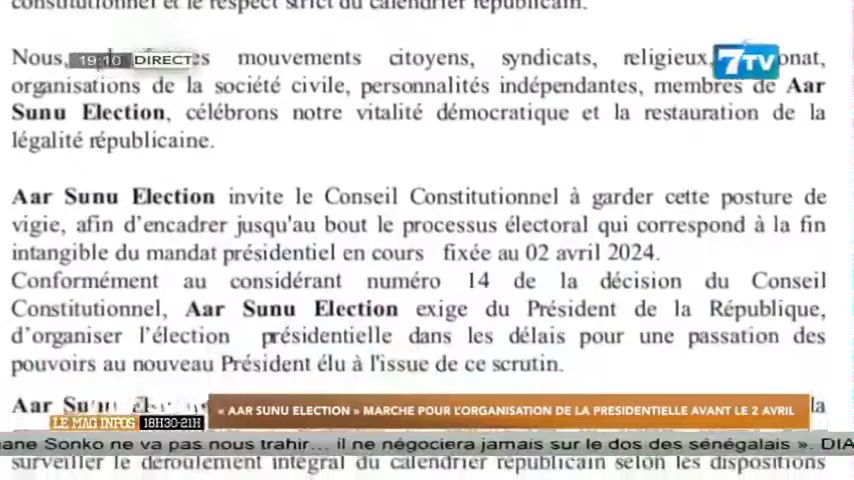 constitutionnel et le respect strict du calendrier républicain.
19:10 DIRECT
7TV
Nous, mouvements citoyens, syndicats, religieux,
organisations de la société civile, personnalités indépendantes, membres de Aar
Sunu Election, célébrons notre vitalité démocratique et la restauration de la
légalité républicaine.
Aar Sunu Election invite le Conseil Constitutionnel à garder cette posture de
vigie, afin d’encadrer jusqu'au bout le processus électoral qui correspond à la fin
intangible du mandat présidentiel en cours fixée au 02 avril 2024.
Conformément au considérant numéro 14 de la décision du Conseil
Constitutionnel, Aar Sunu Election exige du Président de la République,
d’organiser l’élection présidentielle dans les délais pour une passation des
pouvoirs au nouveau Président élu à l'issue de ce scrutin.
Aar la
« AAR SUNU ELECTION » MARCHE POUR L'ORGANISATION DE LA PRESIDENTIELLE AVANT LE 2 AVRIL
LE MAG INFOS 18H30-21H
Sonko ne va pas nous trahir... il ne négociera jamais sur le dos des sénégalais ».
surveiller le déroulement intégral du calendrier républicain selon les dispositions